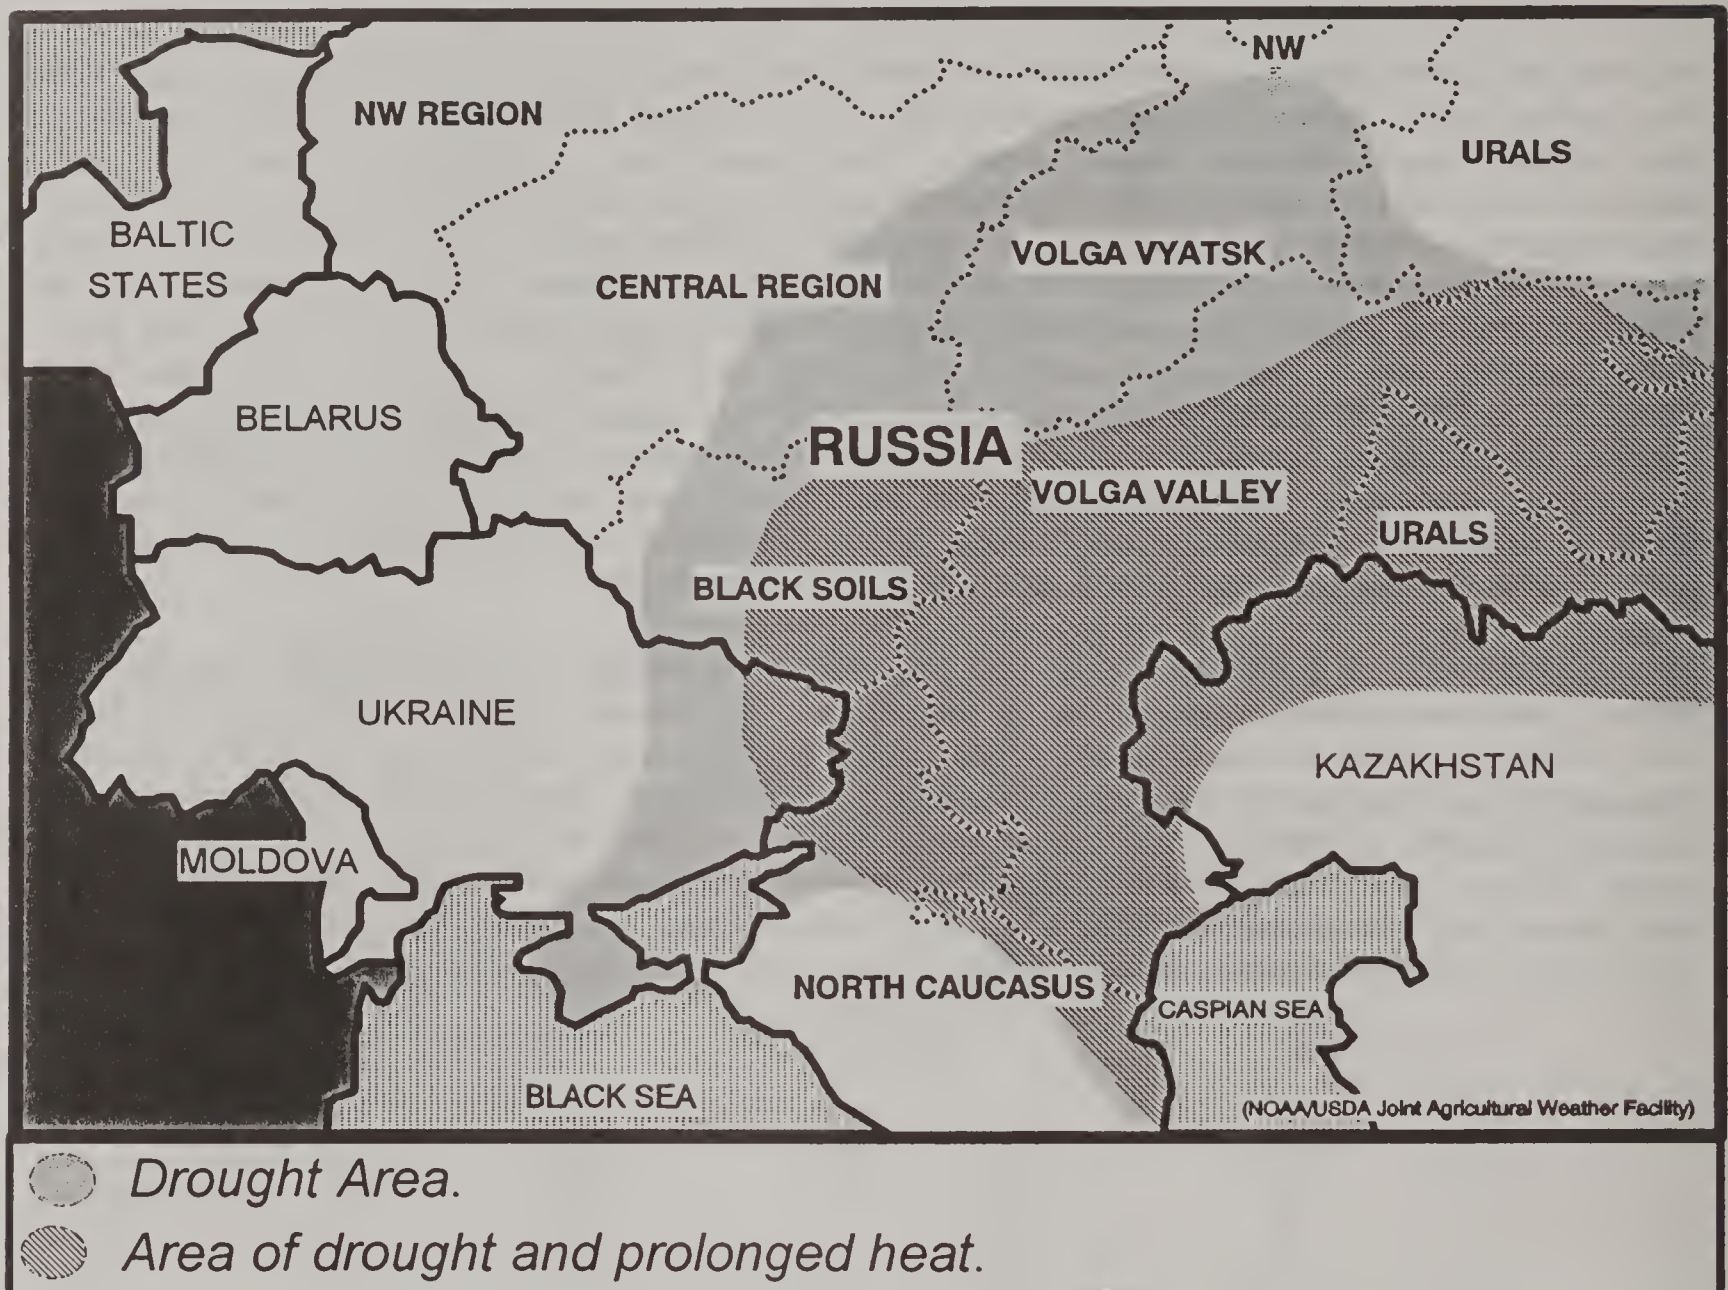 NW
NW REGION
URALS
BALTIC
STATES
VOLGA VYATSK
CENTRAL REGION
BELARUS
RUSSIA
VOLGA VALLEY
URALS
BLACK SOILS
UKRAINE
KAZAKHSTAN
MOLDOVA
NORTH CAUCASUS
CASPIAN SEA
BLACK SEA
(NOAA/USDA Joint Agricultural Weather Facility)
Drought Area.
Area of drought and prolonged heat.